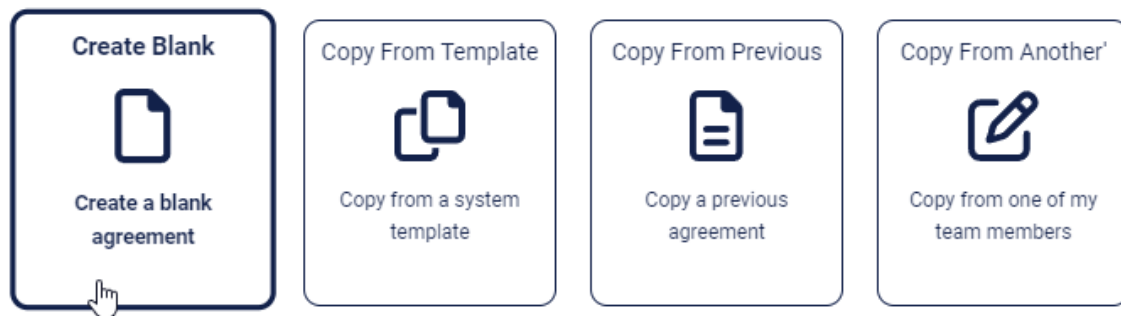 Create Blank
Create a blank
agreement
Copy From Template
Copy from a system
template
Copy From Previous
Copy a previous
agreement
Copy From Another'
Copy from one of my
team members